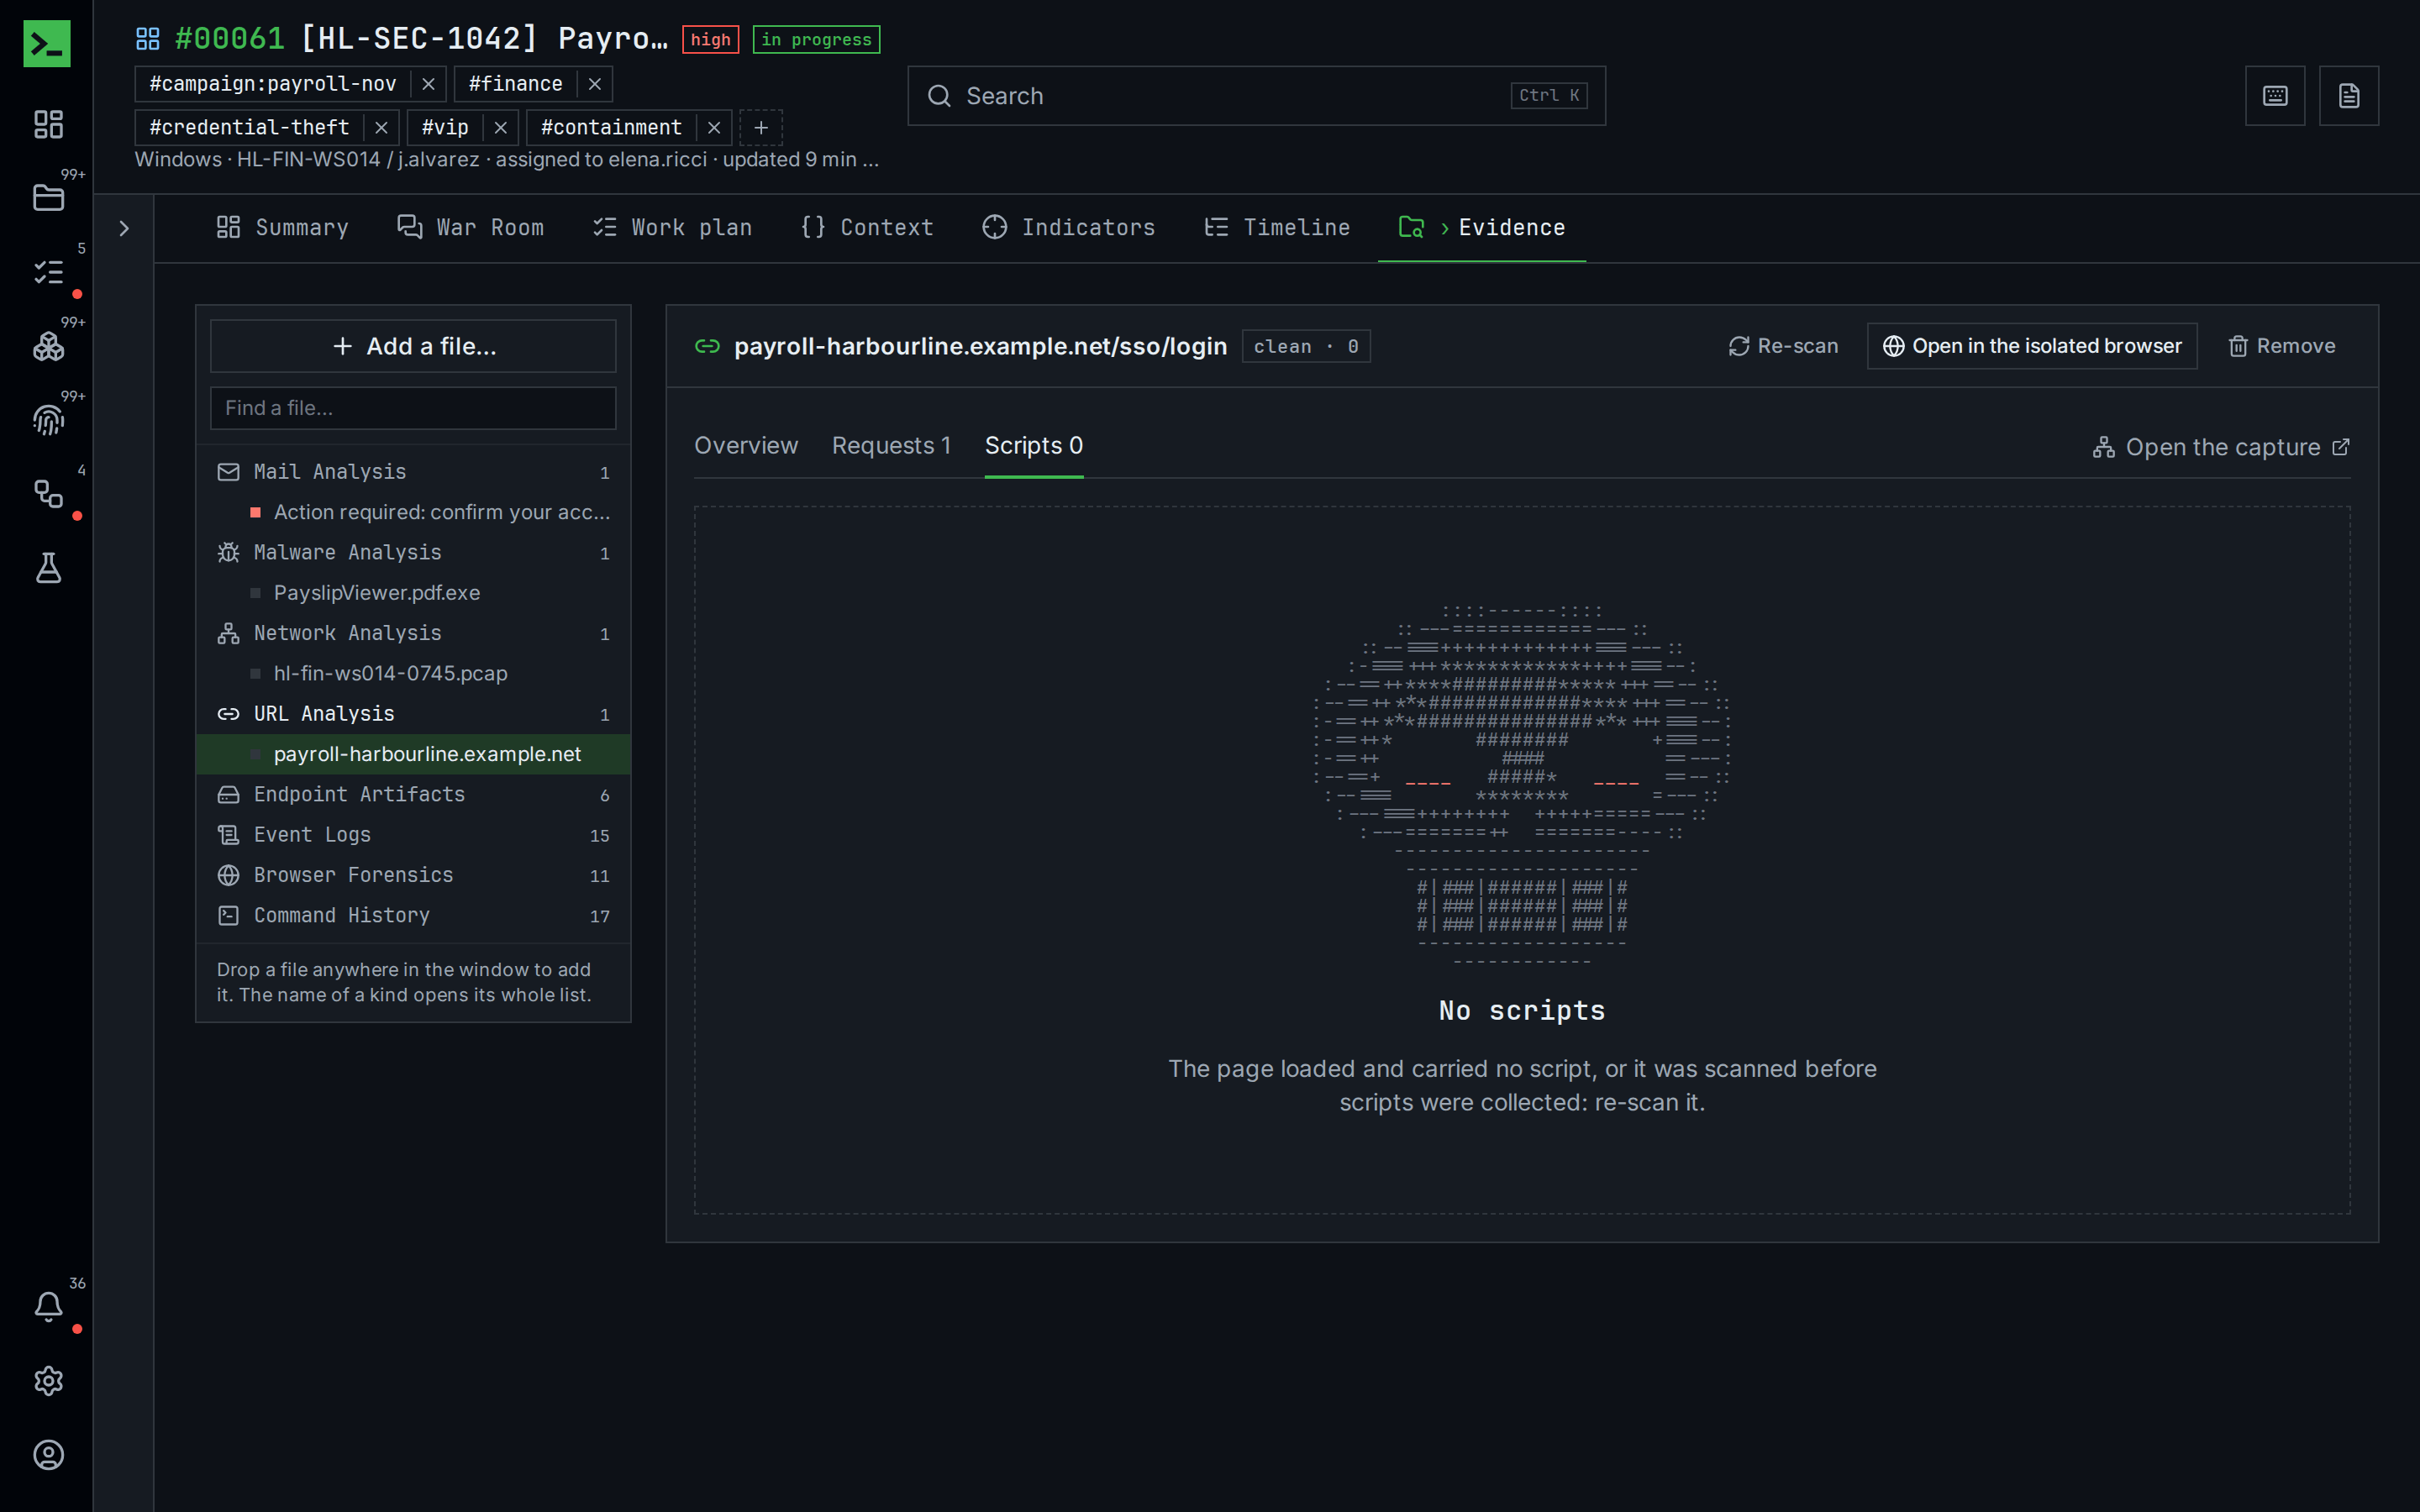 #00061 [HL-SEC-1042] Payro… high in progress
#campaign:payroll-nov #finance
#credential-theft #vip #containment
Windows · HL-FIN-WS014 / j.alvarez · assigned to elena.ricci · updated 9 min ...
Search Ctrl K
99+
5
99+
99+
4
36
Summary War Room Work plan {} Context Indicators Timeline › Evidence
+ Add a file...
Find a file...
Mail Analysis 1
Action required: confirm your acc...
Malware Analysis 1
PayslipViewer.pdf.exe
Network Analysis 1
hl-fin-ws014-0745.pcap
URL Analysis 1
payroll-harbourline.example.net
Endpoint Artifacts 6
Event Logs 15
Browser Forensics 11
Command History 17
Drop a file anywhere in the window to add
it. The name of a kind opens its whole list.
payroll-harbourline.example.net/sso/login clean · 0 Re-scan Open in the isolated browser Remove
Overview Requests 1 Scripts 0 Open the capture
No scripts
The page loaded and carried no script, or it was scanned before
scripts were collected: re-scan it.